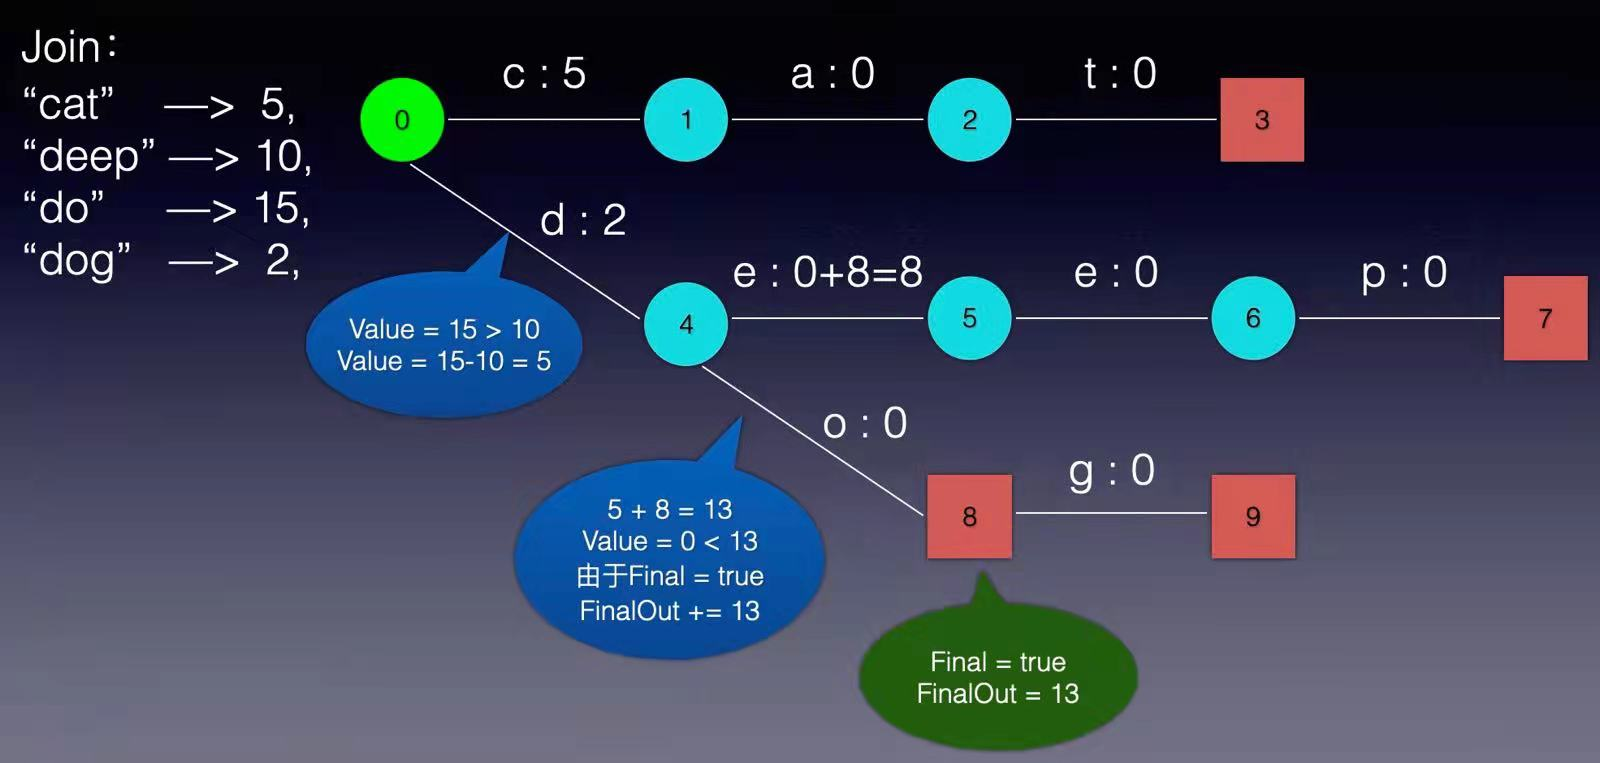 Join:
“cat” —> 5,
“deep” —> 10,
“do” —> 15,
“dog” —> 2,
0
c : 5
1
a : 0
2
t : 0
3
d : 2
Value = 15 > 10
Value = 15-10 = 5
4
e : 0+8=8
5
e : 0
6
p : 0
7
5 + 8 = 13
Value = 0 < 13
由于Final = true
FinalOut += 13
o : 0
8
g : 0
9
Final = true
FinalOut = 13